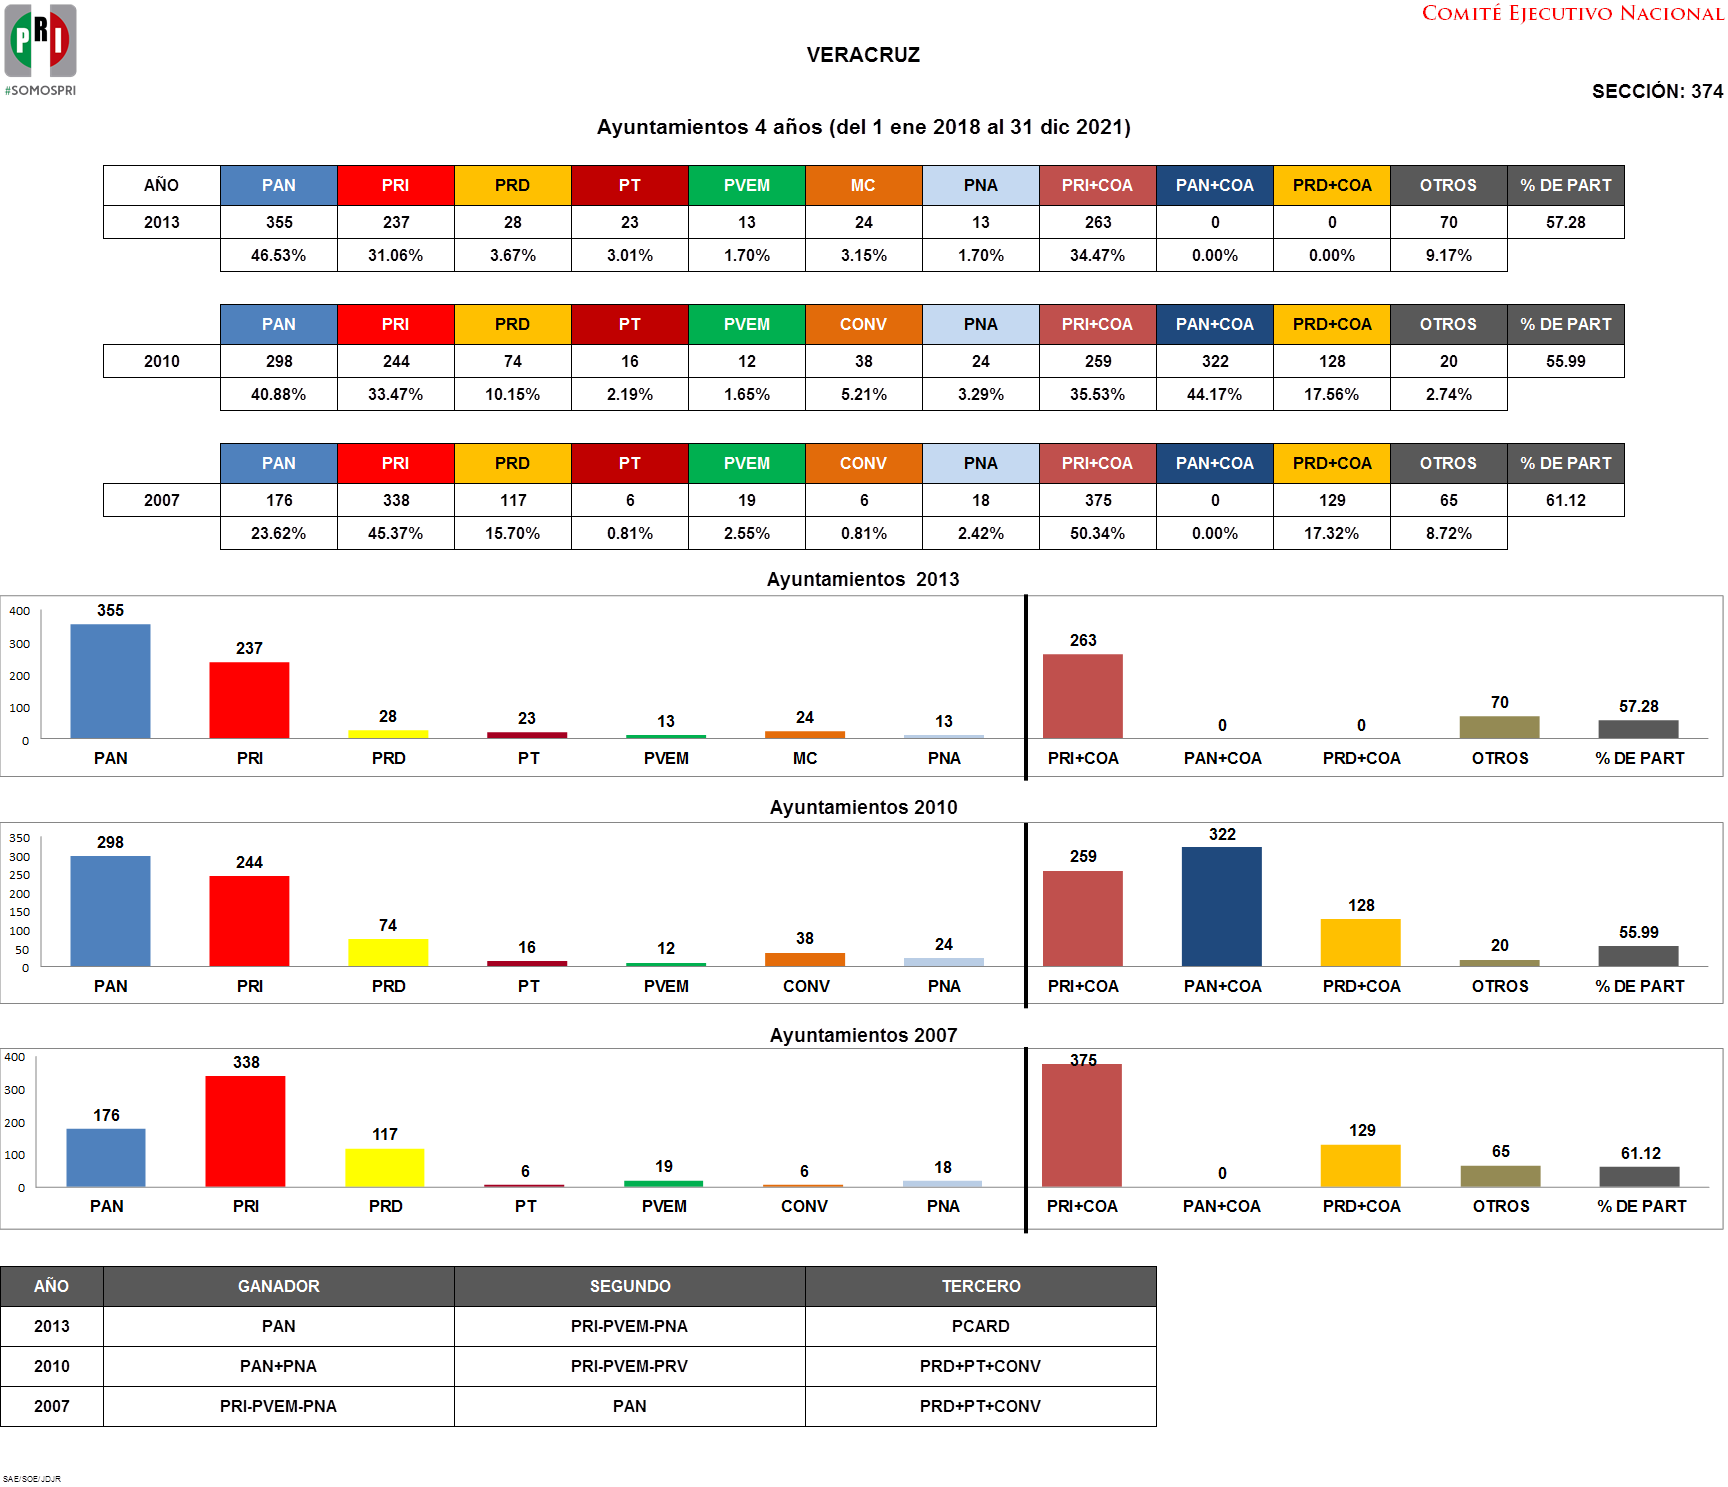 PRI
#SOMOSPRI
COMITÉ EJECUTIVO NACIONAL
VERACRUZ
SECCIÓN: 374
Ayuntamientos 4 años (del 1 ene 2018 al 31 dic 2021)
AÑO PAN PRI PRD PT PVEM MC PNA PRI+COA PAN+COA PRD+COA OTROS % DE PART
2013 355 237 28 23 13 24 13 263 0 0 70 57.28
46.53% 31.06% 3.67% 3.01% 1.70% 3.15% 1.70% 34.47% 0.00% 0.00% 9.17%
PAN PRI PRD PT PVEM CONV PNA PRI+COA PAN+COA PRD+COA OTROS % DE PART
2010 298 244 74 16 12 38 24 259 322 128 20 55.99
40.88% 33.47% 10.15% 2.19% 1.65% 5.21% 3.29% 35.53% 44.17% 17.56% 2.74%
PAN PRI PRD PT PVEM CONV PNA PRI+COA PAN+COA PRD+COA OTROS % DE PART
2007 176 338 117 6 19 6 18 375 0 129 65 61.12
23.62% 45.37% 15.70% 0.81% 2.55% 0.81% 2.42% 50.34% 0.00% 17.32% 8.72%
Ayuntamientos 2013
400
300
200
100
0
355 237 28 23 13 24 13 263 0 0 70 57.28
PAN PRI PRD PT PVEM MC PNA PRI+COA PAN+COA PRD+COA OTROS % DE PART
Ayuntamientos 2010
350
300
250
200
150
100
50
0
298 244 74 16 12 38 24 259 322 128 20 55.99
PAN PRI PRD PT PVEM CONV PNA PRI+COA PAN+COA PRD+COA OTROS % DE PART
Ayuntamientos 2007
400
300
200
100
0
176 338 117 6 19 6 18 375 0 129 65 61.12
PAN PRI PRD PT PVEM CONV PNA PRI+COA PAN+COA PRD+COA OTROS % DE PART
AÑO GANADOR SEGUNDO TERCERO
2013 PAN PRI-PVEM-PNA PCARD
2010 PAN+PNA PRI-PVEM-PRV PRD+PT+CONV
2007 PRI-PVEM-PNA PAN PRD+PT+CONV
SAE/SOE/JDJR